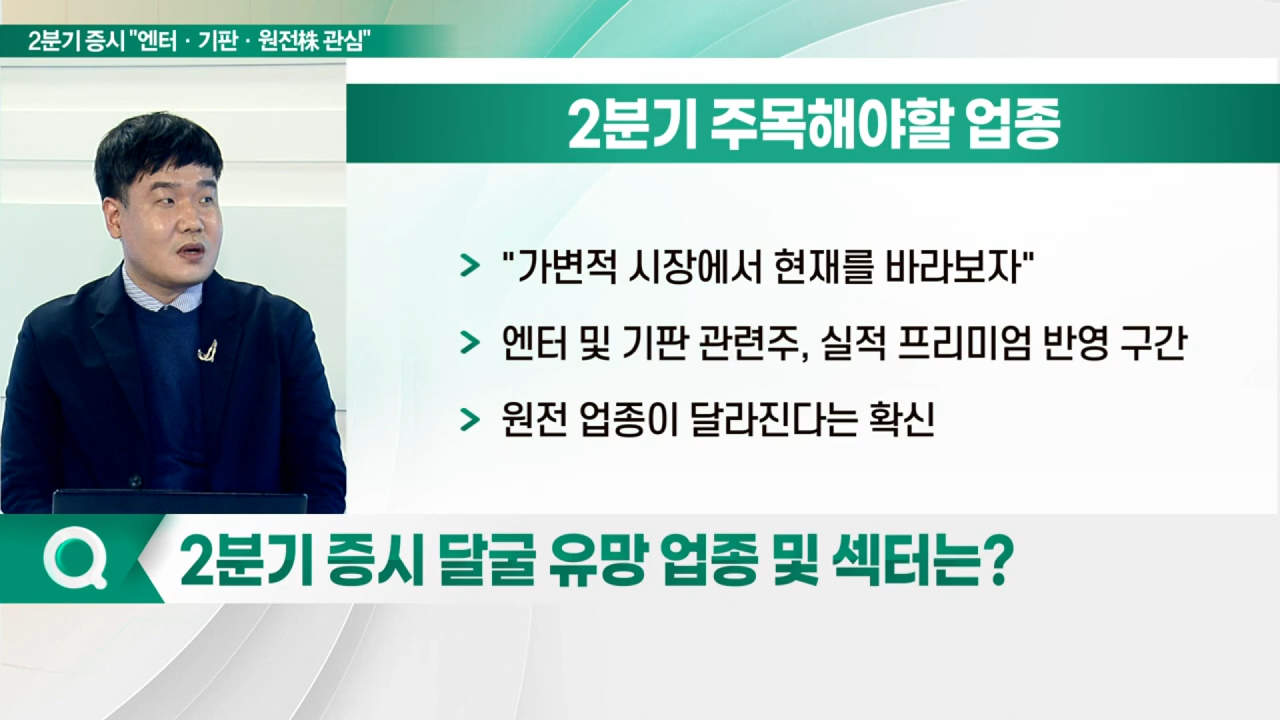 2분기 증시 "엔터 · 기판 · 원전株 관심"
2분기 주목해야할 업종
"가변적 시장에서 현재를 바라보자"
엔터 및 기판 관련주, 실적 프리미엄 반영 구간
원전 업종이 달라진다는 확신
2분기 증시 달굴 유망 업종 및 섹터는?